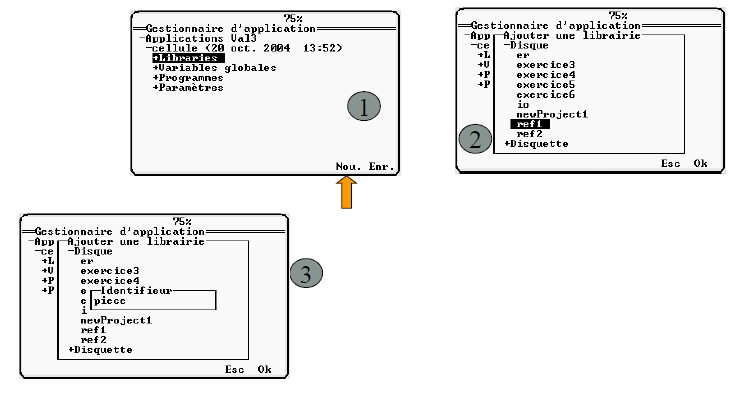 75%
Gestionnaire d'application
-Applications Val3
-cellule (20 oct. 2004 13:52)
+Libraries
+Variables globales
+Programmes
+Paramètres
1
Nou. Enr.
75%
Gestionnaire d'application
-App Ajouter une librairie
-ce -Disque
+L er
+V exercice3
+P exercice4
+P exercice5
exercice6
io
newProject1
ref1
2 ref2
+Disquette
Esc Ok
75%
Gestionnaire d'application
-App Ajouter une librairie
-ce -Disque
+L er
+V exercice3
+P exercice4
+P e Identifieur
e piece
i
newProject1
ref1
ref2
+Disquette
Esc Ok
3